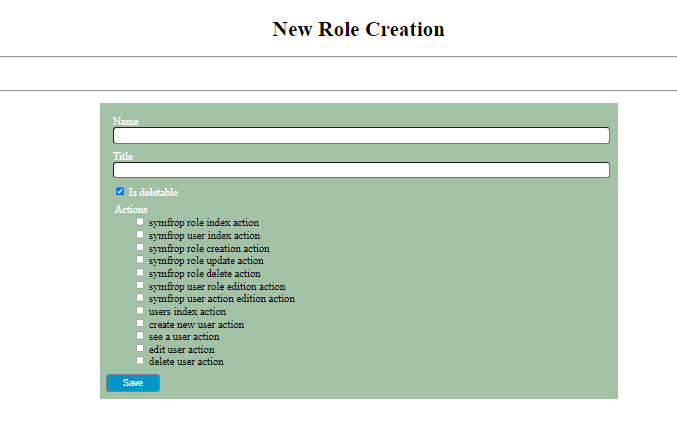 New Role Creation
Name
Title
Is deletable
Actions
symfrop role index action
symfrop user index action
symfrop role creation action
symfrop role update action
symfrop role delete action
symfrop user role edition action
symfrop user action edition action
users index action
create new user action
see a user action
edit user action
delete user action
Save